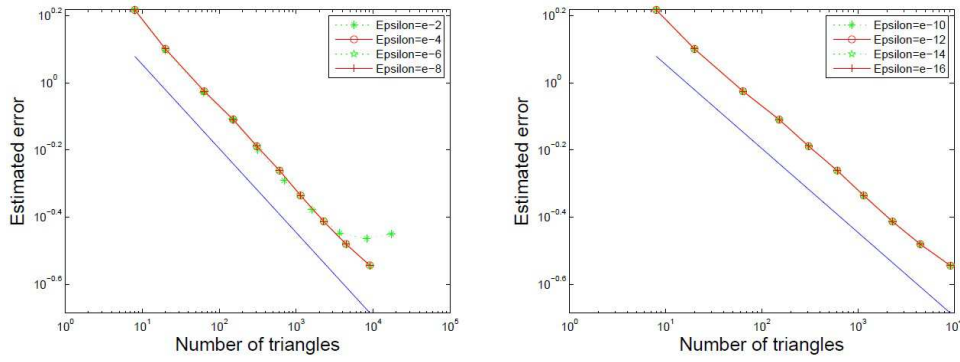 10^0.2
10^0
10^-0.2
10^-0.4
10^-0.6
Estimated error
10^0
10^1
10^2
10^3
10^4
10^5
Number of triangles
Epsilon=e-2
Epsilon=e-4
Epsilon=e-6
Epsilon=e-8
10^0.2
10^0
10^-0.2
10^-0.4
10^-0.6
Estimated error
10^0
10^1
10^2
10^3
10^4
Number of triangles
Epsilon=e-10
Epsilon=e-12
Epsilon=e-14
Epsilon=e-16